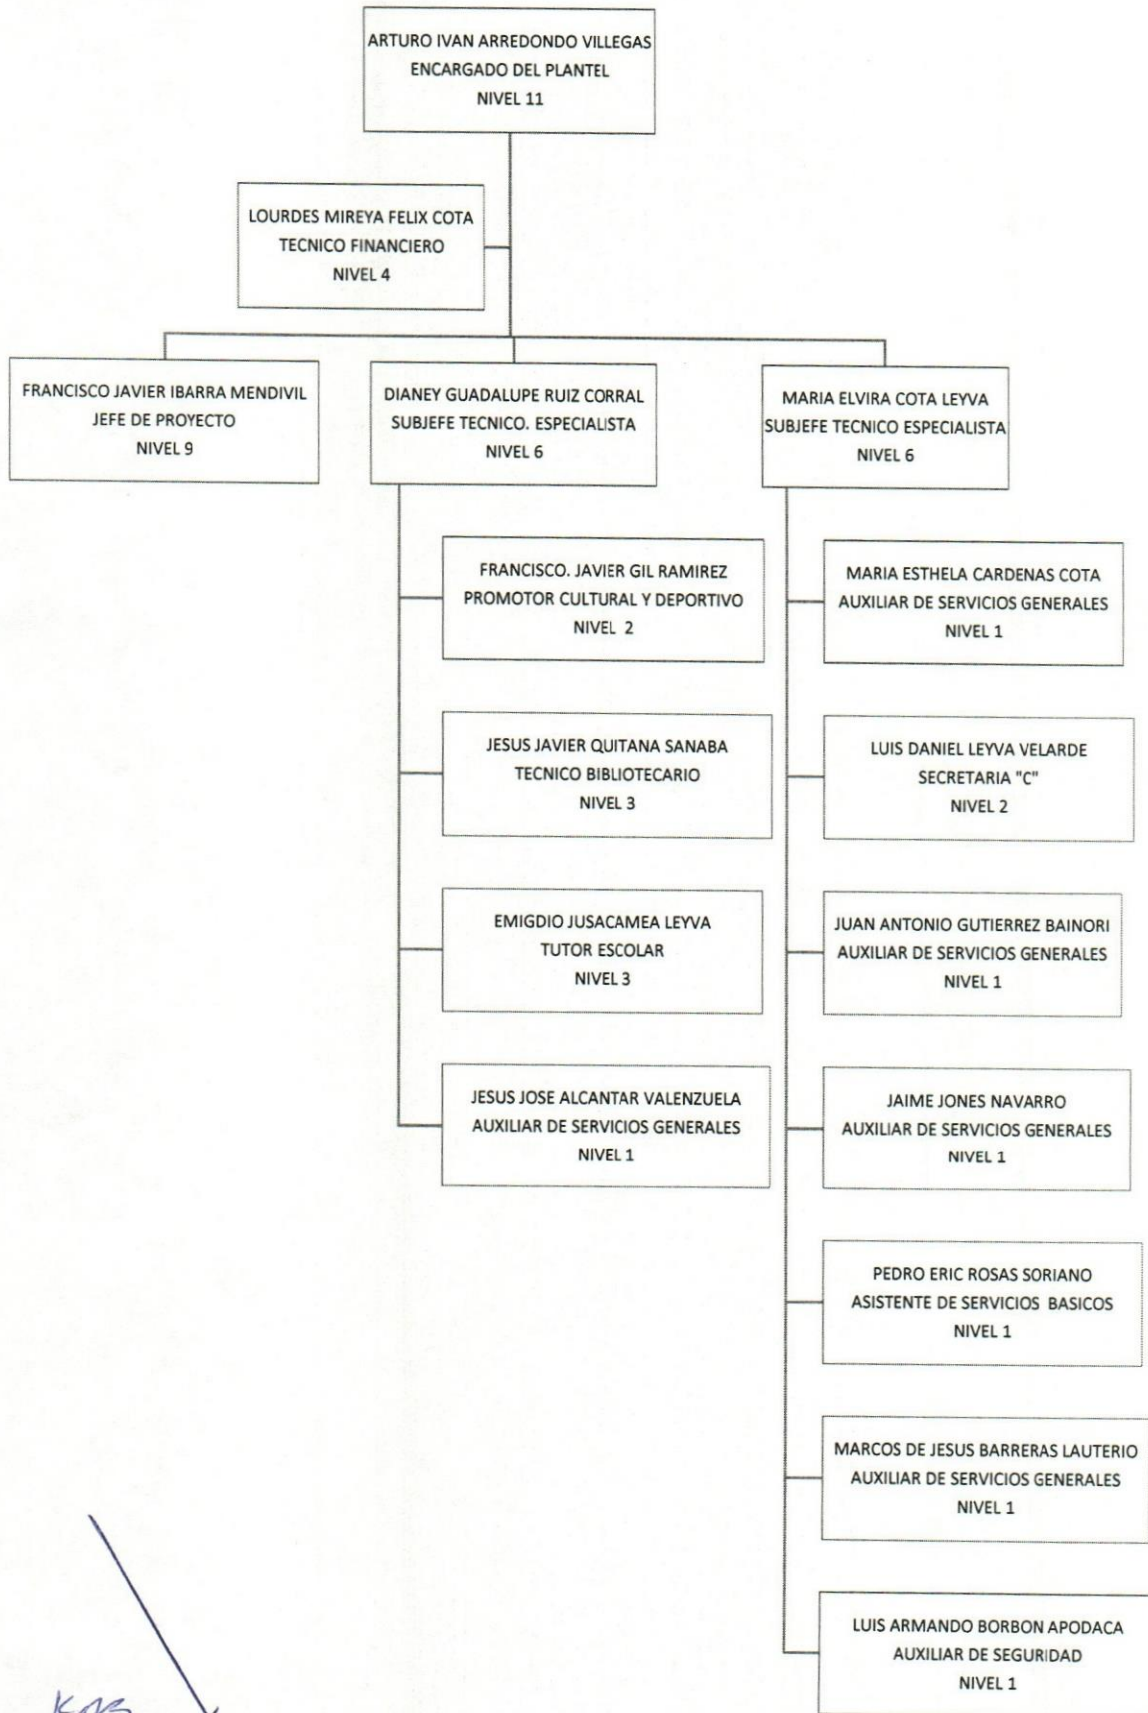 ARTURO IVAN ARREDONDO VILLEGAS
ENCARGADO DEL PLANTEL
NIVEL 11
LOURDES MIREYA FELIX COTA
TECNICO FINANCIERO
NIVEL 4
FRANCISCO JAVIER IBARRA MENDIVIL
JEFE DE PROYECTO
NIVEL 9
DIANEY GUADALUPE RUIZ CORRAL
SUBJEFE TECNICO. ESPECIALISTA
NIVEL 6
MARIA ELVIRA COTA LEYVA
SUBJEFE TECNICO ESPECIALISTA
NIVEL 6
FRANCISCO. JAVIER GIL RAMIREZ
PROMOTOR CULTURAL Y DEPORTIVO
NIVEL 2
JESUS JAVIER QUITANA SANABA
TECNICO BIBLIOTECARIO
NIVEL 3
EMIGDIO JUSACAMEA LEYVA
TUTOR ESCOLAR
NIVEL 3
JESUS JOSE ALCANTAR VALENZUELA
AUXILIAR DE SERVICIOS GENERALES
NIVEL 1
MARIA ESTHELA CARDENAS COTA
AUXILIAR DE SERVICIOS GENERALES
NIVEL 1
LUIS DANIEL LEYVA VELARDE
SECRETARIA "C"
NIVEL 2
JUAN ANTONIO GUTIERREZ BAINORI
AUXILIAR DE SERVICIOS GENERALES
NIVEL 1
JAIME JONES NAVARRO
AUXILIAR DE SERVICIOS GENERALES
NIVEL 1
PEDRO ERIC ROSAS SORIANO
ASISTENTE DE SERVICIOS BASICOS
NIVEL 1
MARCOS DE JESUS BARRERAS LAUTERIO
AUXILIAR DE SERVICIOS GENERALES
NIVEL 1
LUIS ARMANDO BORBON APODACA
AUXILIAR DE SEGURIDAD
NIVEL 1